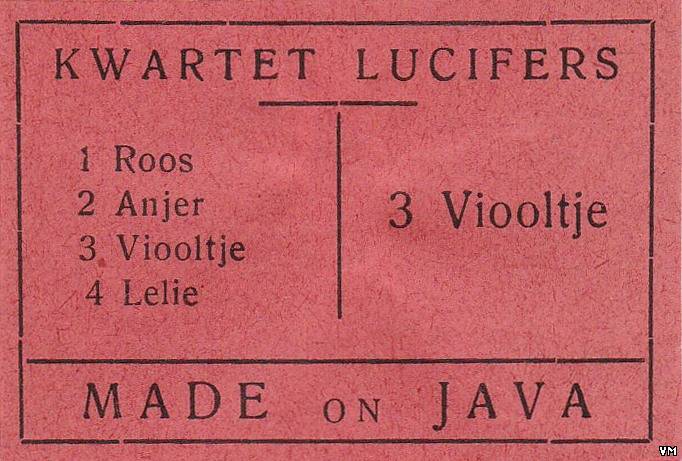 KWARTET LUCIFERS
1 Roos
2 Anjer
3 Viooltje
4 Lelie
3 Viooltje
MADE ON JAVA
VM